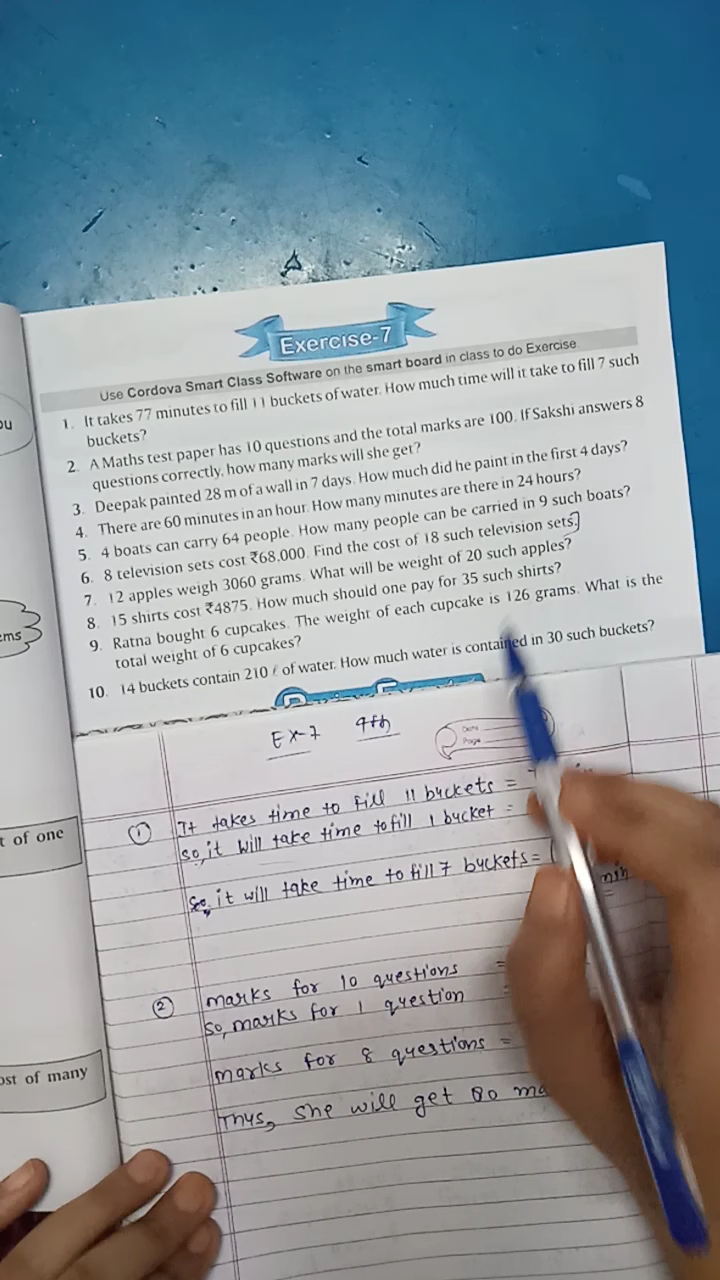 Exercise-7
Use Cordova Smart Class Software on the smart board in class to do Exercise
1. It takes 77 minutes to fill 11 buckets of water. How much time will it take to fill 7 such
buckets?
2. A Maths test paper has 10 questions and the total marks are 100. If Sakshi answers 8
questions correctly, how many marks will she get?
3. Deepak painted 28 m of a wall in 7 days. How much did he paint in the first 4 days?
4. There are 60 minutes in an hour. How many minutes are there in 24 hours?
5. 4 boats can carry 64 people. How many people can be carried in 9 such boats?
6. 8 television sets cost ₹68,000. Find the cost of 18 such television sets.
7. 12 apples weigh 3060 grams. What will be weight of 20 such apples?
8. 15 shirts cost ₹4875. How much should one pay for 35 such shirts?
9. Ratna bought 6 cupcakes. The weight of each cupcake is 126 grams. What is the
total weight of 6 cupcakes?
10. 14 buckets contain 210 ℓ of water. How much water is contained in 30 such buckets?
ou
ems
t of one
ost of many
EX-7 4th
Date
Page
① It takes time to fill 11 buckets =
so, it will take time to fill 1 bucket =
so, it will take time to fill 7 buckets = (
min
② marks for 10 questions =
so, marks for 1 question
marks for 8 questions =
Thus, she will get 80 ma